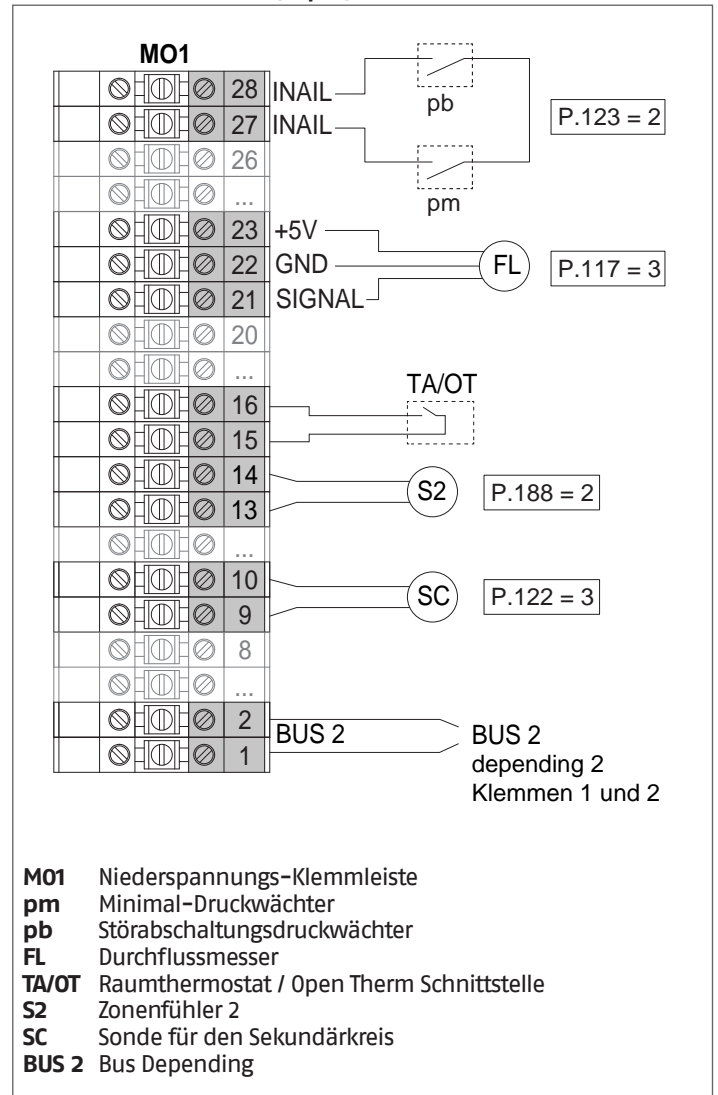 MO1
28 INAIL
pb
P.123 = 2
27 INAIL
26
pm
...
23 +5V
22 GND FL P.117 = 3
21 SIGNAL
20
...
TA/OT
16
15
14
S2 P.188 = 2
13
...
10
SC P.122 = 3
9
8
...
2
BUS 2 BUS 2
1
depending 2
Klemmen 1 und 2
MO1 Niederspannungs-Klemmleiste
pm Minimal-Druckwächter
pb Störabschaltungsdruckwächter
FL Durchflussmesser
TA/OT Raumthermostat / Open Therm Schnittstelle
S2 Zonenfühler 2
SC Sonde für den Sekundärkreis
BUS 2 Bus Depending